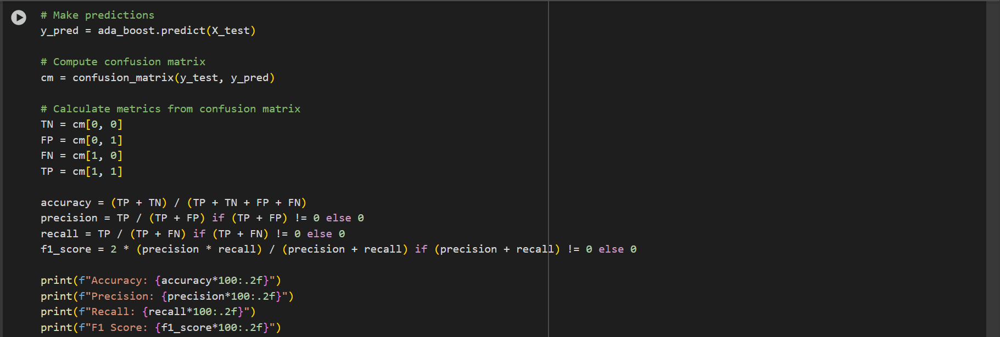 # Make predictions
y_pred = ada_boost.predict(X_test)
# Compute confusion matrix
cm = confusion_matrix(y_test, y_pred)
# Calculate metrics from confusion matrix
TN = cm[0, 0]
FP = cm[0, 1]
FN = cm[1, 0]
TP = cm[1, 1]
accuracy = (TP + TN) / (TP + TN + FP + FN)
precision = TP / (TP + FP) if (TP + FP) != 0 else 0
recall = TP / (TP + FN) if (TP + FN) != 0 else 0
f1_score = 2 * (precision * recall) / (precision + recall) if (precision + recall) != 0 else 0
print(f"Accuracy: {accuracy*100:.2f}")
print(f"Precision: {precision*100:.2f}")
print(f"Recall: {recall*100:.2f}")
print(f"F1 Score: {f1_score*100:.2f}")